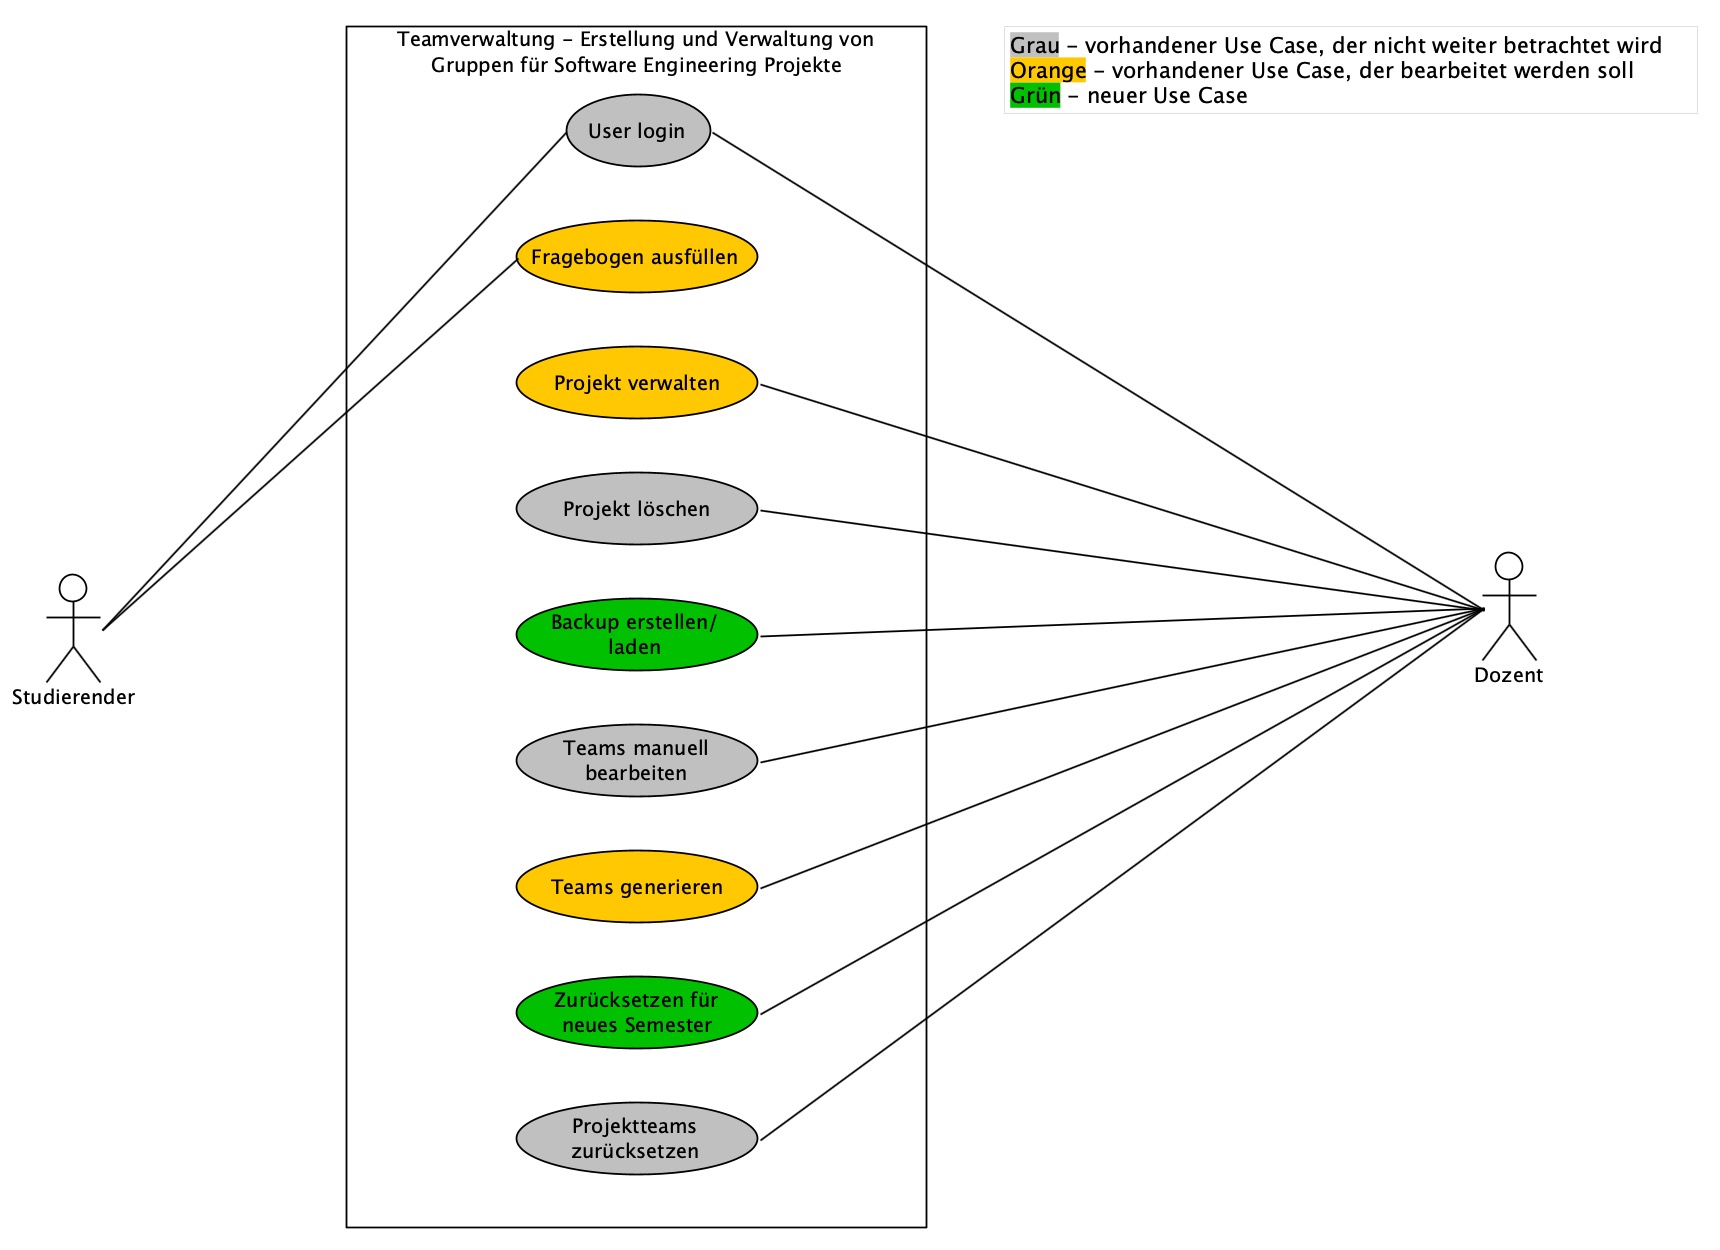 Teamverwaltung – Erstellung und Verwaltung von
Gruppen für Software Engineering Projekte
Grau – vorhandener Use Case, der nicht weiter betrachtet wird
Orange – vorhandener Use Case, der bearbeitet werden soll
Grün – neuer Use Case
User login
Fragebogen ausfüllen
Projekt verwalten
Projekt löschen
Backup erstellen/
laden
Studierender
Dozent
Teams manuell
bearbeiten
Teams generieren
Zurücksetzen für
neues Semester
Projektteams
zurücksetzen